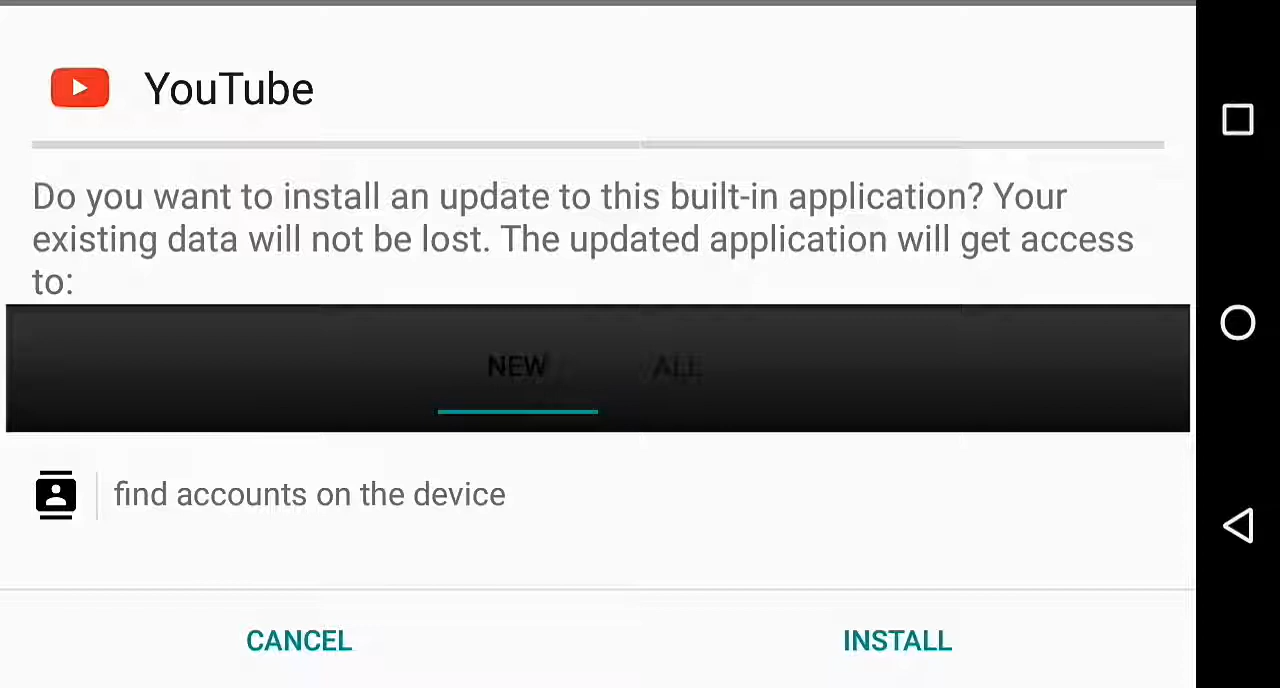 YouTube
Do you want to install an update to this built-in application? Your
existing data will not be lost. The updated application will get access
to:
NEW ALL
find accounts on the device
CANCEL INSTALL